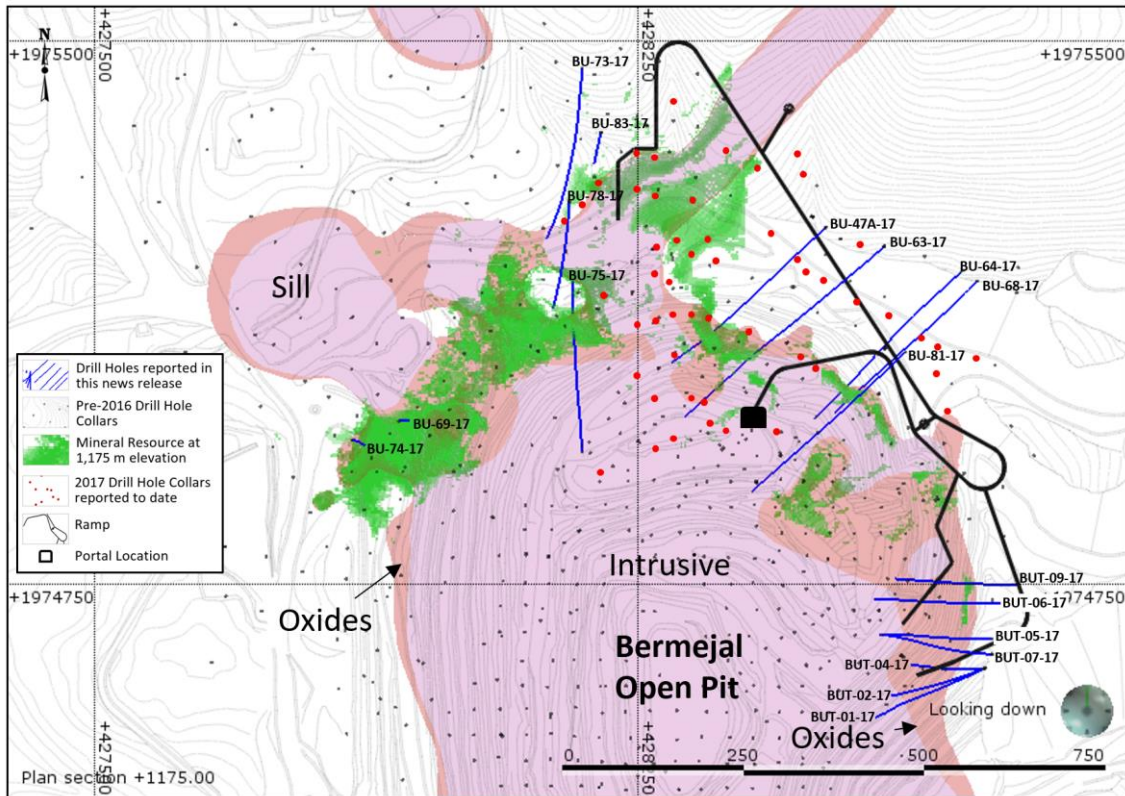 N
+1975500
+427500
+428250
+1975500
BU-73-17
BU-83-17
BU-78-17
BU-47A-17
BU-63-17
BU-64-17
BU-68-17
BU-75-17
Sill
BU-81-17
Drill Holes reported in
this news release
Pre-2016 Drill Hole
Collars
Mineral Resource at
1,175 m elevation
2017 Drill Hole Collars
reported to date
Ramp
Portal Location
BU-69-17
BU-74-17
Intrusive
Oxides
+1974750
+1974750
BUT-09-17
BUT-06-17
BUT-05-17
BUT-07-17
BUT-04-17
BUT-02-17
BUT-01-17
Bermejal
Open Pit
Looking down
Oxides
0 250 500 750
Plan section +1175.00
+427500
+428250